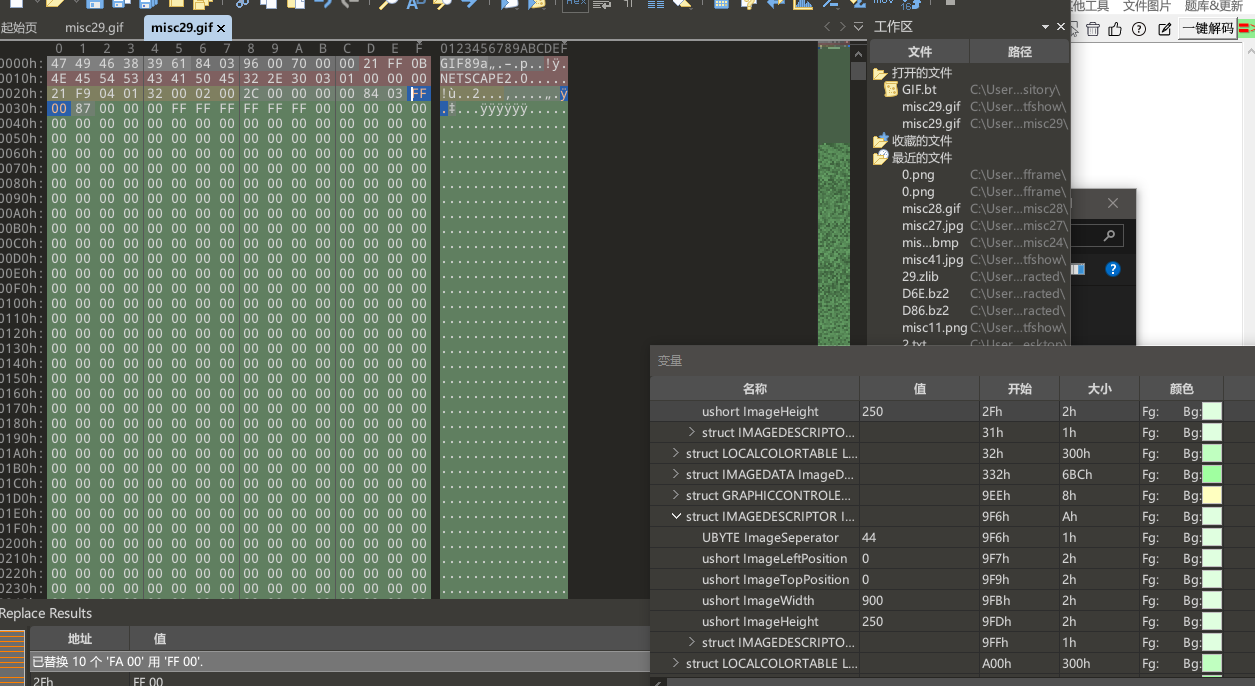 其他工具 文件图片 题库&更新
一键解码
起始页 misc29.gif misc29.gif ×
工作区
0 1 2 3 4 5 6 7 8 9 A B C D E F 0123456789ABCDEF
0000h: 47 49 46 38 39 61 84 03 96 00 70 00 00 21 FF 0B GIF89a„.–.p..!ÿ.
0010h: 4E 45 54 53 43 41 50 45 32 2E 30 03 01 00 00 00 NETSCAPE2.0.....
0020h: 21 F9 04 01 32 00 02 00 2C 00 00 00 00 84 03 FF !ù..2...,....„.ÿ
0030h: 00 87 00 00 00 FF FF FF FF FF FF 00 00 00 00 00 .‡...ÿÿÿÿÿÿ.....
0040h: 00 00 00 00 00 00 00 00 00 00 00 00 00 00 00 00 ................
0050h: 00 00 00 00 00 00 00 00 00 00 00 00 00 00 00 00 ................
0060h: 00 00 00 00 00 00 00 00 00 00 00 00 00 00 00 00 ................
0070h: 00 00 00 00 00 00 00 00 00 00 00 00 00 00 00 00 ................
0080h: 00 00 00 00 00 00 00 00 00 00 00 00 00 00 00 00 ................
0090h: 00 00 00 00 00 00 00 00 00 00 00 00 00 00 00 00 ................
00A0h: 00 00 00 00 00 00 00 00 00 00 00 00 00 00 00 00 ................
00B0h: 00 00 00 00 00 00 00 00 00 00 00 00 00 00 00 00 ................
00C0h: 00 00 00 00 00 00 00 00 00 00 00 00 00 00 00 00 ................
00D0h: 00 00 00 00 00 00 00 00 00 00 00 00 00 00 00 00 ................
00E0h: 00 00 00 00 00 00 00 00 00 00 00 00 00 00 00 00 ................
00F0h: 00 00 00 00 00 00 00 00 00 00 00 00 00 00 00 00 ................
0100h: 00 00 00 00 00 00 00 00 00 00 00 00 00 00 00 00 ................
0110h: 00 00 00 00 00 00 00 00 00 00 00 00 00 00 00 00 ................
0120h: 00 00 00 00 00 00 00 00 00 00 00 00 00 00 00 00 ................
0130h: 00 00 00 00 00 00 00 00 00 00 00 00 00 00 00 00 ................
0140h: 00 00 00 00 00 00 00 00 00 00 00 00 00 00 00 00 ................
0150h: 00 00 00 00 00 00 00 00 00 00 00 00 00 00 00 00 ................
0160h: 00 00 00 00 00 00 00 00 00 00 00 00 00 00 00 00 ................
0170h: 00 00 00 00 00 00 00 00 00 00 00 00 00 00 00 00 ................
0180h: 00 00 00 00 00 00 00 00 00 00 00 00 00 00 00 00 ................
0190h: 00 00 00 00 00 00 00 00 00 00 00 00 00 00 00 00 ................
01A0h: 00 00 00 00 00 00 00 00 00 00 00 00 00 00 00 00 ................
01B0h: 00 00 00 00 00 00 00 00 00 00 00 00 00 00 00 00 ................
01C0h: 00 00 00 00 00 00 00 00 00 00 00 00 00 00 00 00 ................
01D0h: 00 00 00 00 00 00 00 00 00 00 00 00 00 00 00 00 ................
01E0h: 00 00 00 00 00 00 00 00 00 00 00 00 00 00 00 00 ................
01F0h: 00 00 00 00 00 00 00 00 00 00 00 00 00 00 00 00 ................
0200h: 00 00 00 00 00 00 00 00 00 00 00 00 00 00 00 00 ................
0210h: 00 00 00 00 00 00 00 00 00 00 00 00 00 00 00 00 ................
0220h: 00 00 00 00 00 00 00 00 00 00 00 00 00 00 00 00 ................
0230h: 00 00 00 00 00 00 00 00 00 00 00 00 00 00 00 00 ................
文件 路径
打开的文件
GIF.bt C:\User...sitory\
misc29.gif C:\User...tfshow\
misc29.gif C:\User...misc29\
收藏的文件
最近的文件
0.png C:\User...fframe\
0.png C:\User...fframe\
misc28.gif C:\User...misc28\
misc27.jpg C:\User...misc27\
mis...bmp C:\User...misc24\
misc41.jpg C:\User...tfshow\
29.zlib C:\User...racted\
D6E.bz2 C:\User...racted\
D86.bz2 C:\User...racted\
misc11.png C:\User...tfshow\
2.txt C:\User...esktop\
变量
名称 值 开始 大小 颜色
ushort ImageHeight 250 2Fh 2h Fg: Bg:
struct IMAGEDESCRIPTO... 31h 1h Fg: Bg:
struct LOCALCOLORTABLE L... 32h 300h Fg: Bg:
struct IMAGEDATA ImageD... 332h 6BCh Fg: Bg:
struct GRAPHICCONTROLE... 9EEh 8h Fg: Bg:
struct IMAGEDESCRIPTOR I... 9F6h Ah Fg: Bg:
UBYTE ImageSeperator 44 9F6h 1h Fg: Bg:
ushort ImageLeftPosition 0 9F7h 2h Fg: Bg:
ushort ImageTopPosition 0 9F9h 2h Fg: Bg:
ushort ImageWidth 900 9FBh 2h Fg: Bg:
ushort ImageHeight 250 9FDh 2h Fg: Bg:
struct IMAGEDESCRIPTO... 9FFh 1h Fg: Bg:
struct LOCALCOLORTABLE L... A00h 300h Fg: Bg:
Replace Results
地址 值
已替换 10 个 'FA 00' 用 'FF 00'.
2Fh FF 00